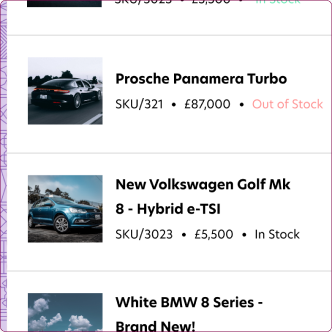 SKU/3023 • £5,500 • In Stock
Prosche Panamera Turbo
SKU/321 • £87,000 • Out of Stock
New Volkswagen Golf Mk
8 - Hybrid e-TSI
SKU/3023 • £5,500 • In Stock
White BMW 8 Series -
Brand New!